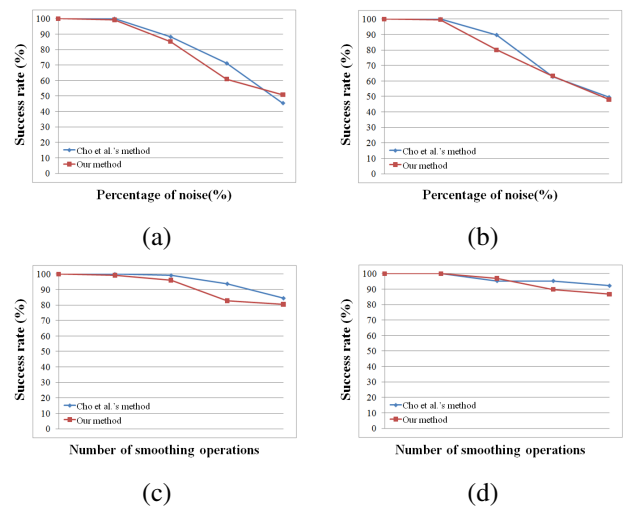 100
90
80
70
60
50
40
30
20
10
0
Success rate (%)
Cho et al.'s method
Our method
Percentage of noise(%)
(a)
100
90
80
70
60
50
40
30
20
10
0
Success rate (%)
Cho et al.'s method
Our method
Percentage of noise(%)
(b)
100
90
80
70
60
50
40
30
20
10
0
Success rate (%)
Cho et al.'s method
Our method
Number of smoothing operations
(c)
100
90
80
70
60
50
40
30
20
10
0
Success rate (%)
Cho et al.'s method
Our method
Number of smoothing operations
(d)